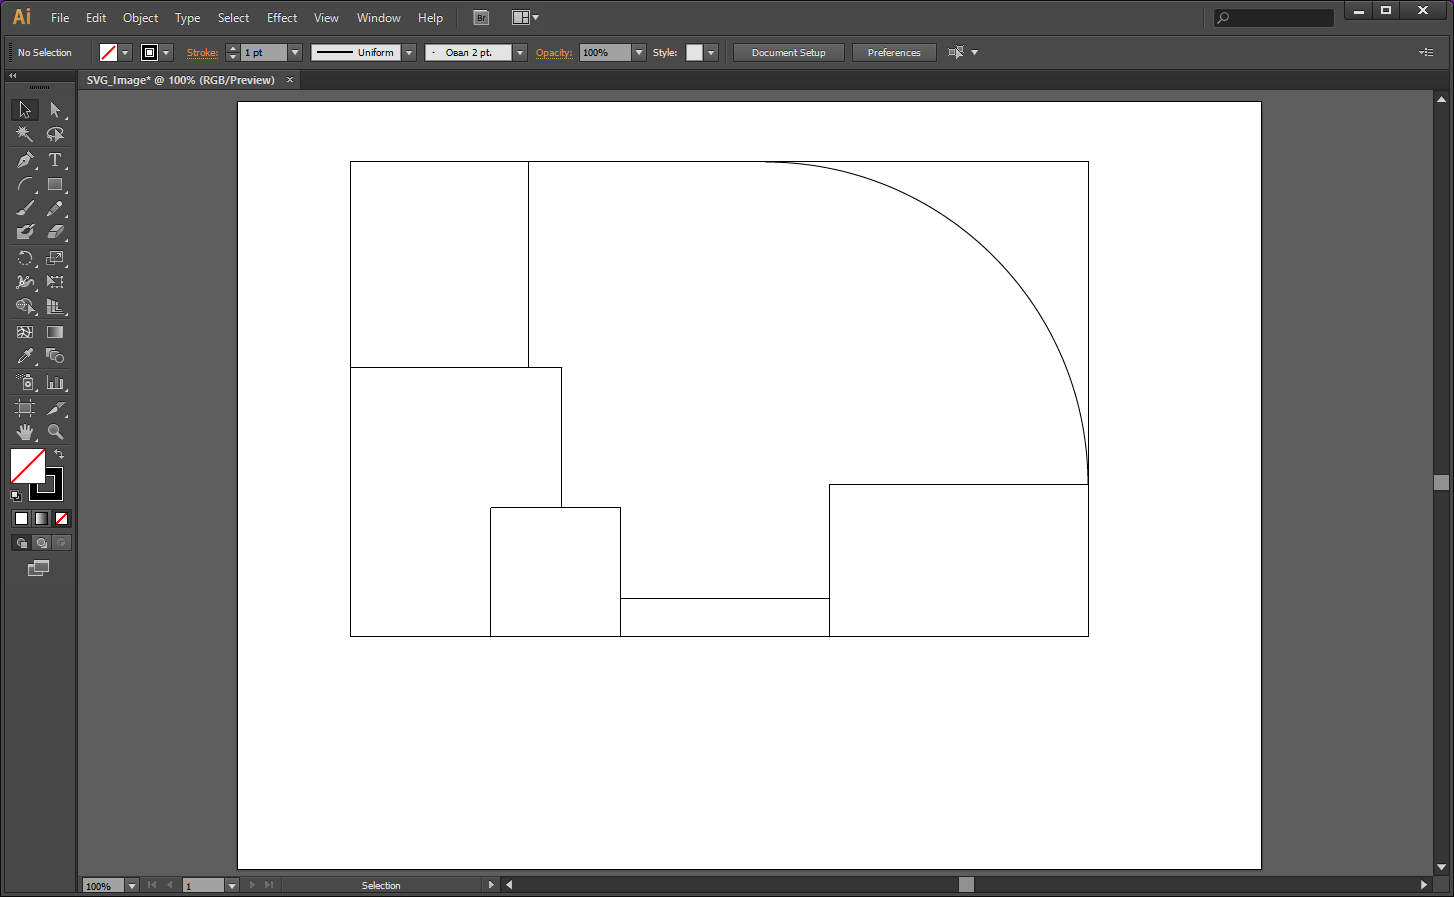 Ai File Edit Object Type Select Effect View Window Help Br
No Selection Stroke: 1 pt Uniform Овал 2 pt. Opacity: 100% Style: Document Setup Preferences
SVG_Image* @ 100% (RGB/Preview) ×
T
100% 1 Selection